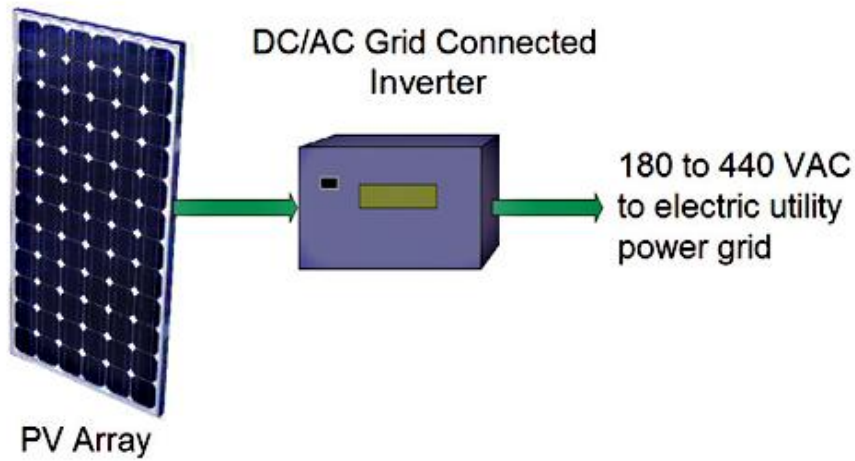 DC/AC Grid Connected
Inverter
180 to 440 VAC
to electric utility
power grid
PV Array